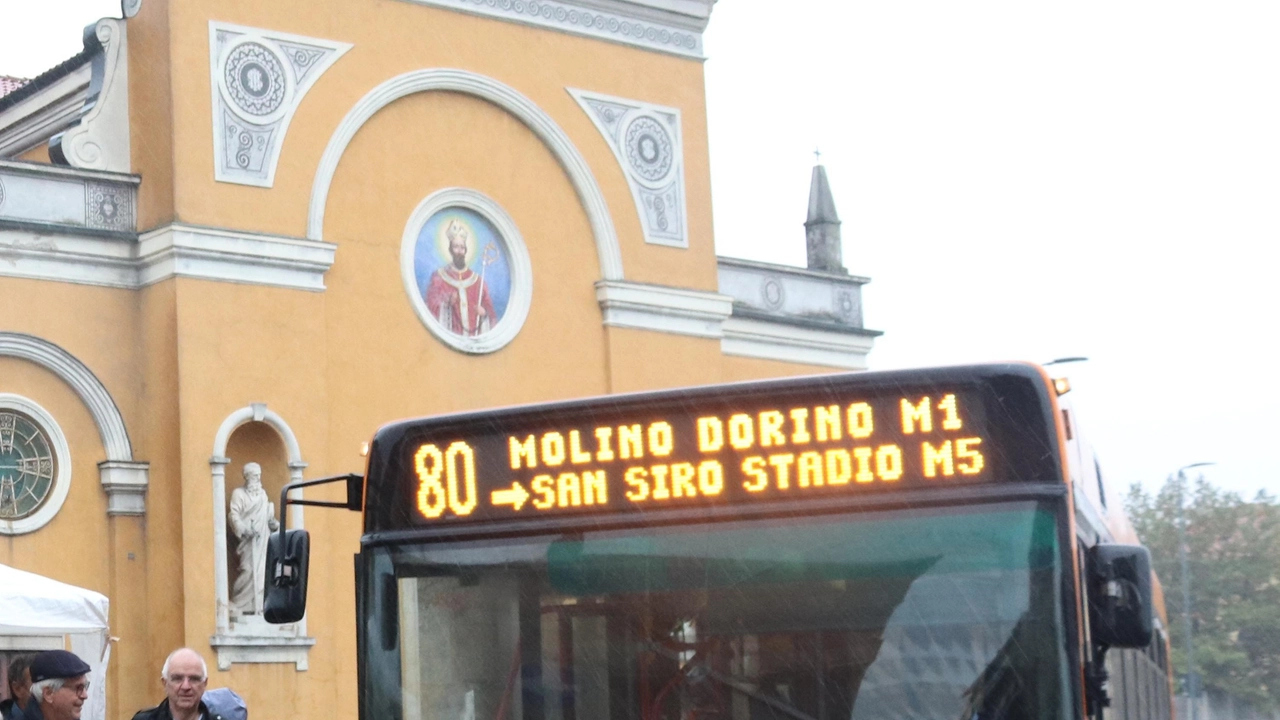 80
MOLINO DORINO M1
→SAN SIRO STADIO M5